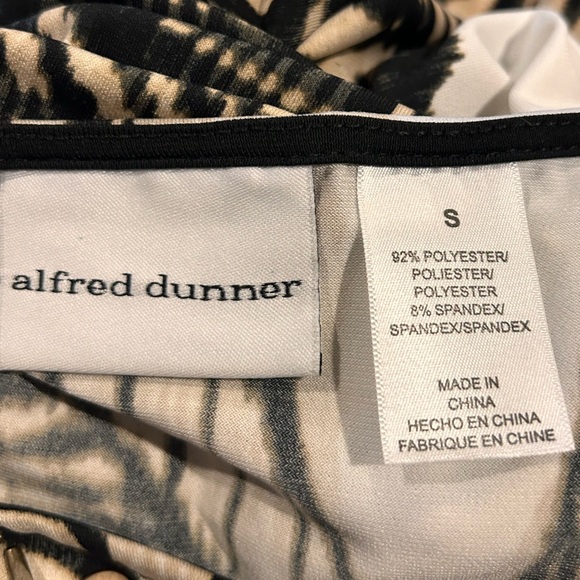 alfred dunner
S
92% POLYESTER/
POLIESTER/
POLYESTER
8% SPANDEX/
SPANDEX/SPANDEX
MADE IN
CHINA
HECHO EN CHINA
FABRIQUE EN CHINE